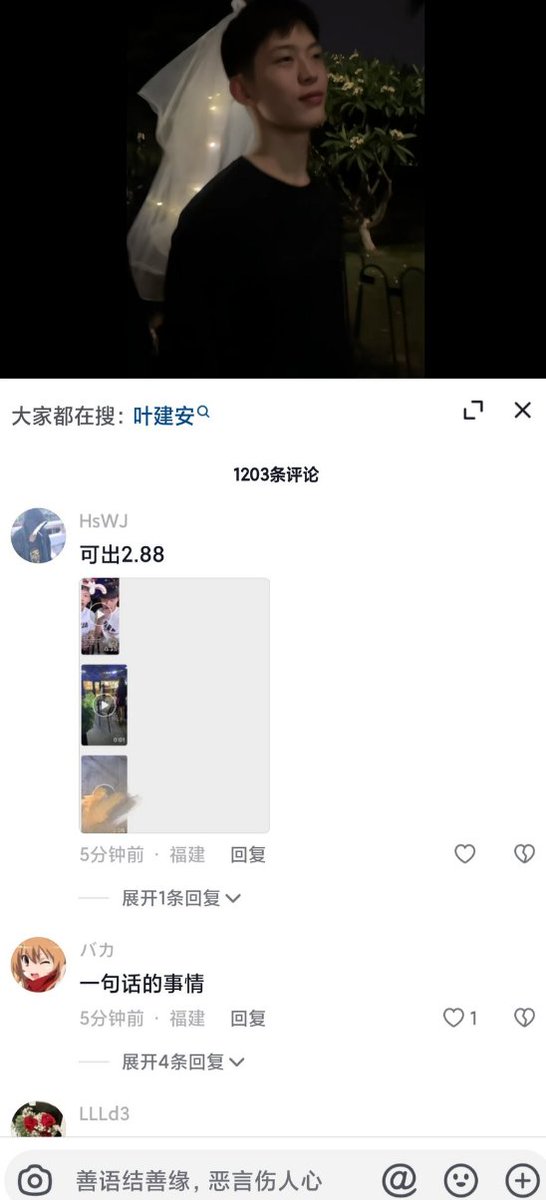 大家都在搜：叶建安
1203条评论
HsWJ
可出2.88
5分钟前 · 福建 回复
展开1条回复
バカ
一句话的事情
5分钟前 · 福建 回复 1
展开4条回复
LLLd3
善语结善缘，恶言伤人心